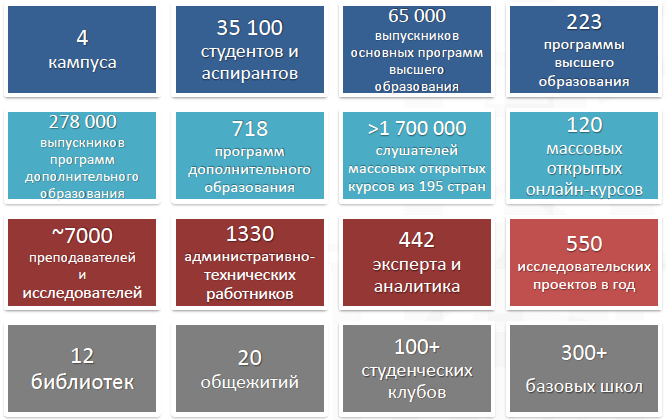 4
кампуса
35 100
студентов и
аспирантов
65 000
выпускников
основных программ
высшего
образования
223
программы
высшего
образования
278 000
выпускников
программ
дополнительного
образования
718
программ
дополнительного
образования
>1 700 000
слушателей
массовых открытых
курсов из 195 стран
120
массовых
открытых
онлайн-курсов
~7000
преподавателей
и
исследователей
1330
административно-
технических
работников
442
эксперта и
аналитика
550
исследовательских
проектов в год
12
библиотек
20
общежитий
100+
студенческих
клубов
300+
базовых школ